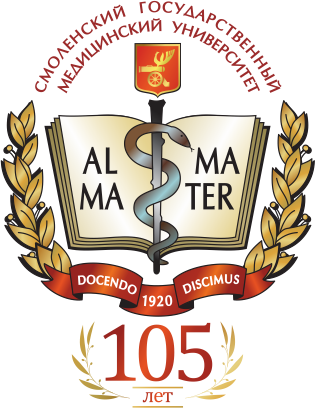 СМОЛЕНСКИЙ ГОСУДАРСТВЕННЫЙ
МЕДИЦИНСКИЙ УНИВЕРСИТЕТ
AL MA
MA TER
DOCENDO 1920 DISCIMUS
105
лет